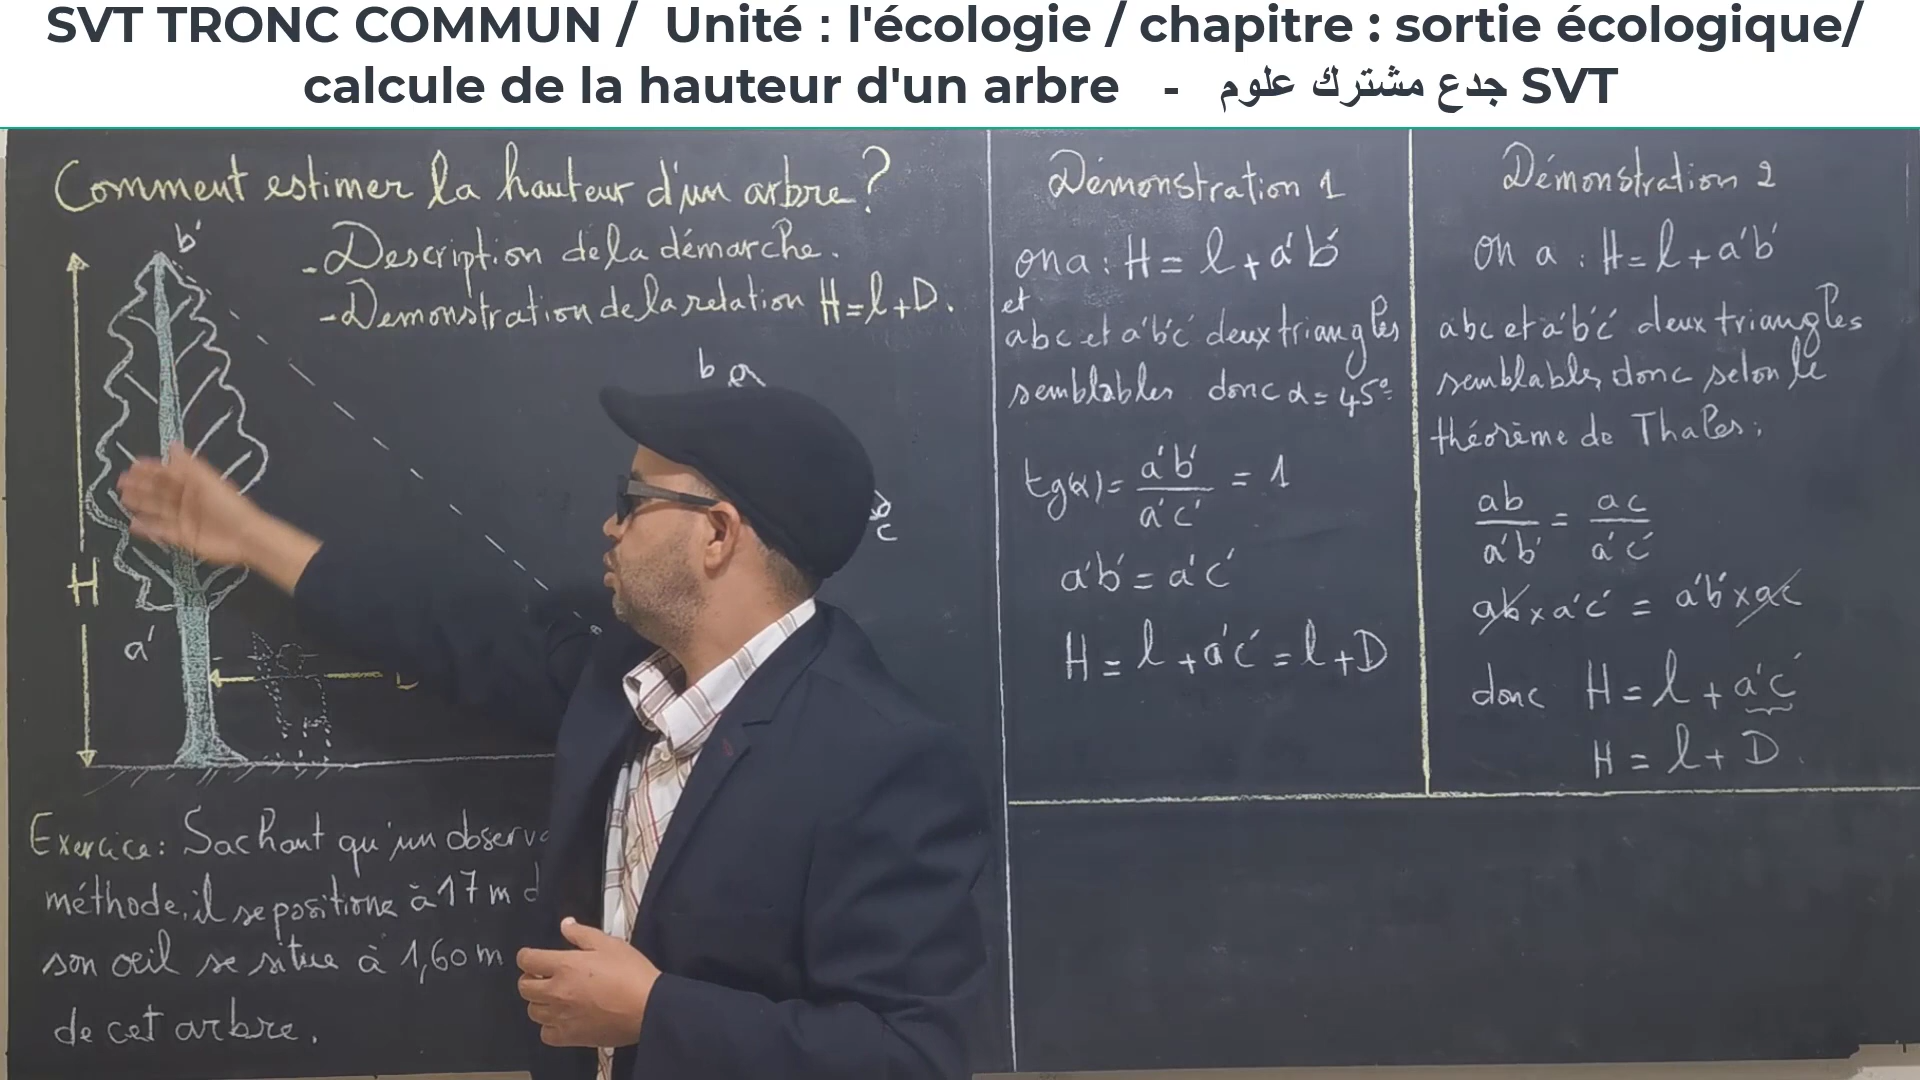 SVT TRONC COMMUN / Unité : l'écologie / chapitre : sortie écologique/
calcule de la hauteur d'un arbre - جدع مشترك علوم SVT
Comment estimer la hauteur d'un arbre ?
- Description de la démarche.
- Demonstration de la relation H = l + D.
b'
b
c
H
a'
Exercice : Sachant qu'un observ
méthode, il se positione à 17 m d
son œil se situe à 1,60 m
de cet arbre.
Démonstration 1
on a : H = l + a'b'
et
abc et a'b'c' deux triangles
semblables donc α = 45°
tg(α) = a'b' / a'c' = 1
a'b' = a'c'
H = l + a'c' = l + D
Démonstration 2
on a : H = l + a'b'
abc et a'b'c' deux triangles
semblables, donc selon le
théorème de Thales :
ab / a'b' = ac / a'c'
ab x a'c' = a'b' x ac
donc H = l + a'c'
H = l + D